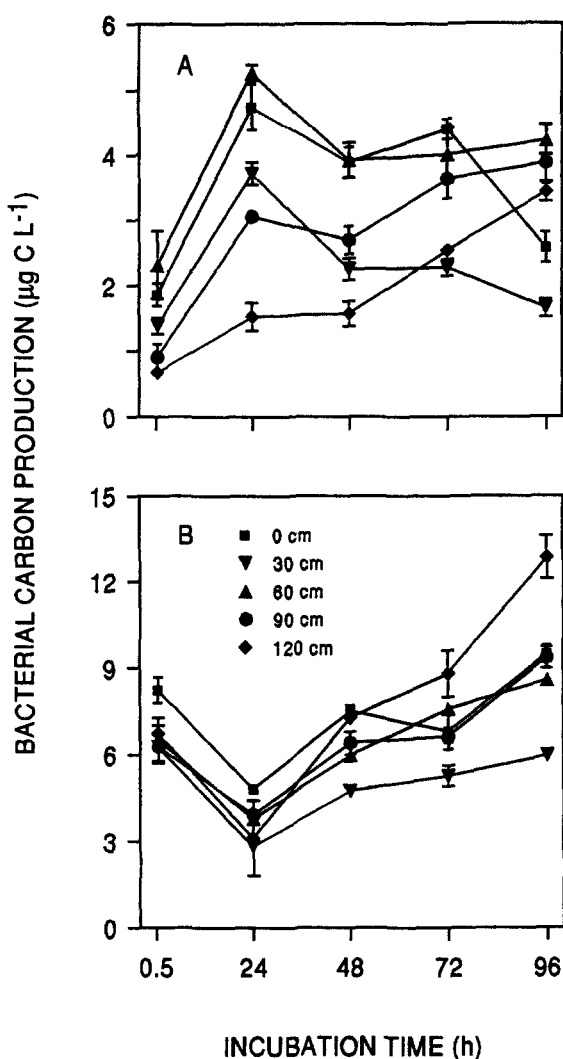 BACTERIAL CARBON PRODUCTION (µg C L-1)
6
4
2
0
A
15
12
9
6
3
0
B
0 cm
30 cm
60 cm
90 cm
120 cm
0.5 24 48 72 96
INCUBATION TIME (h)